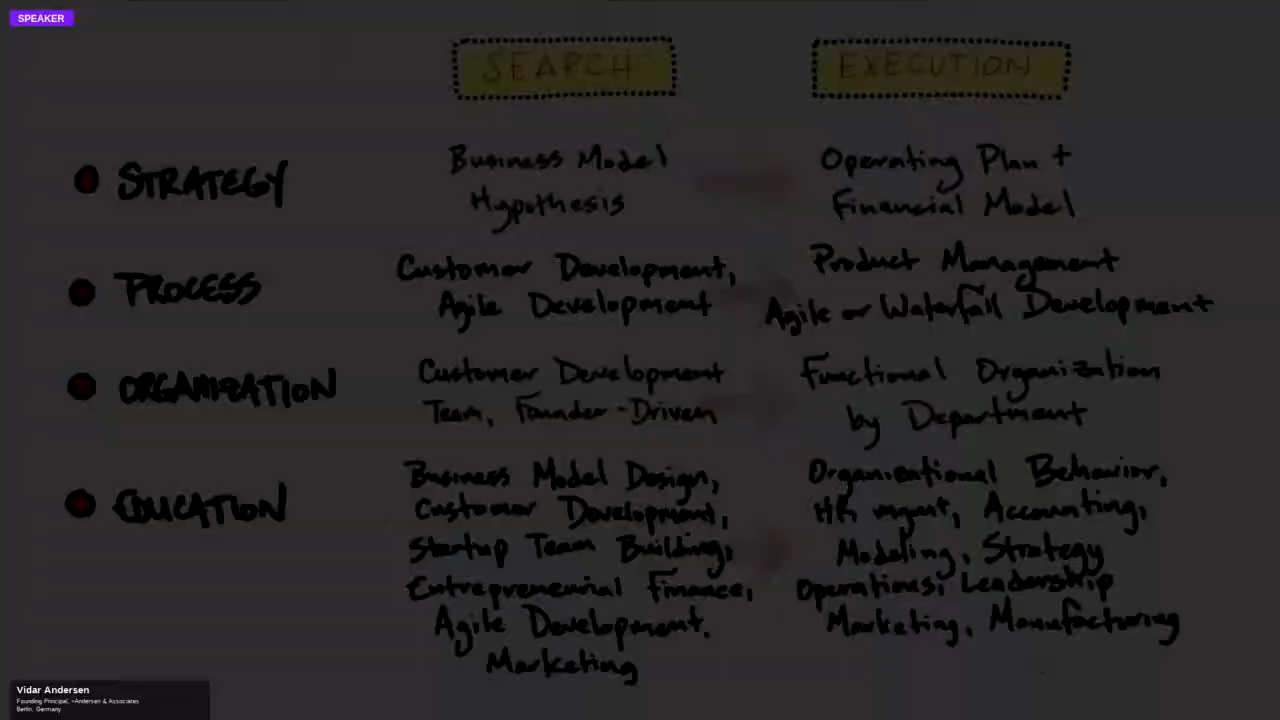 SPEAKER
SEARCH
EXECUTION
STRATEGY
Business Model
Hypothesis
Operating Plan +
Financial Model
PROCESS
Customer Development,
Agile Development
Product Management
Agile or Waterfall Development
ORGANIZATION
Customer Development
Team, Founder-Driven
Functional Organization
by Department
EDUCATION
Business Model Design,
Customer Development,
Startup Team Building,
Entrepreneurial Finance,
Agile Development,
Marketing
Organizational Behavior,
HR mgmt, Accounting,
Modeling, Strategy
Operations, Leadership
Marketing, Manufacturing
Vidar Andersen
Founding Principal, +Andersen & Associates
Berlin, Germany